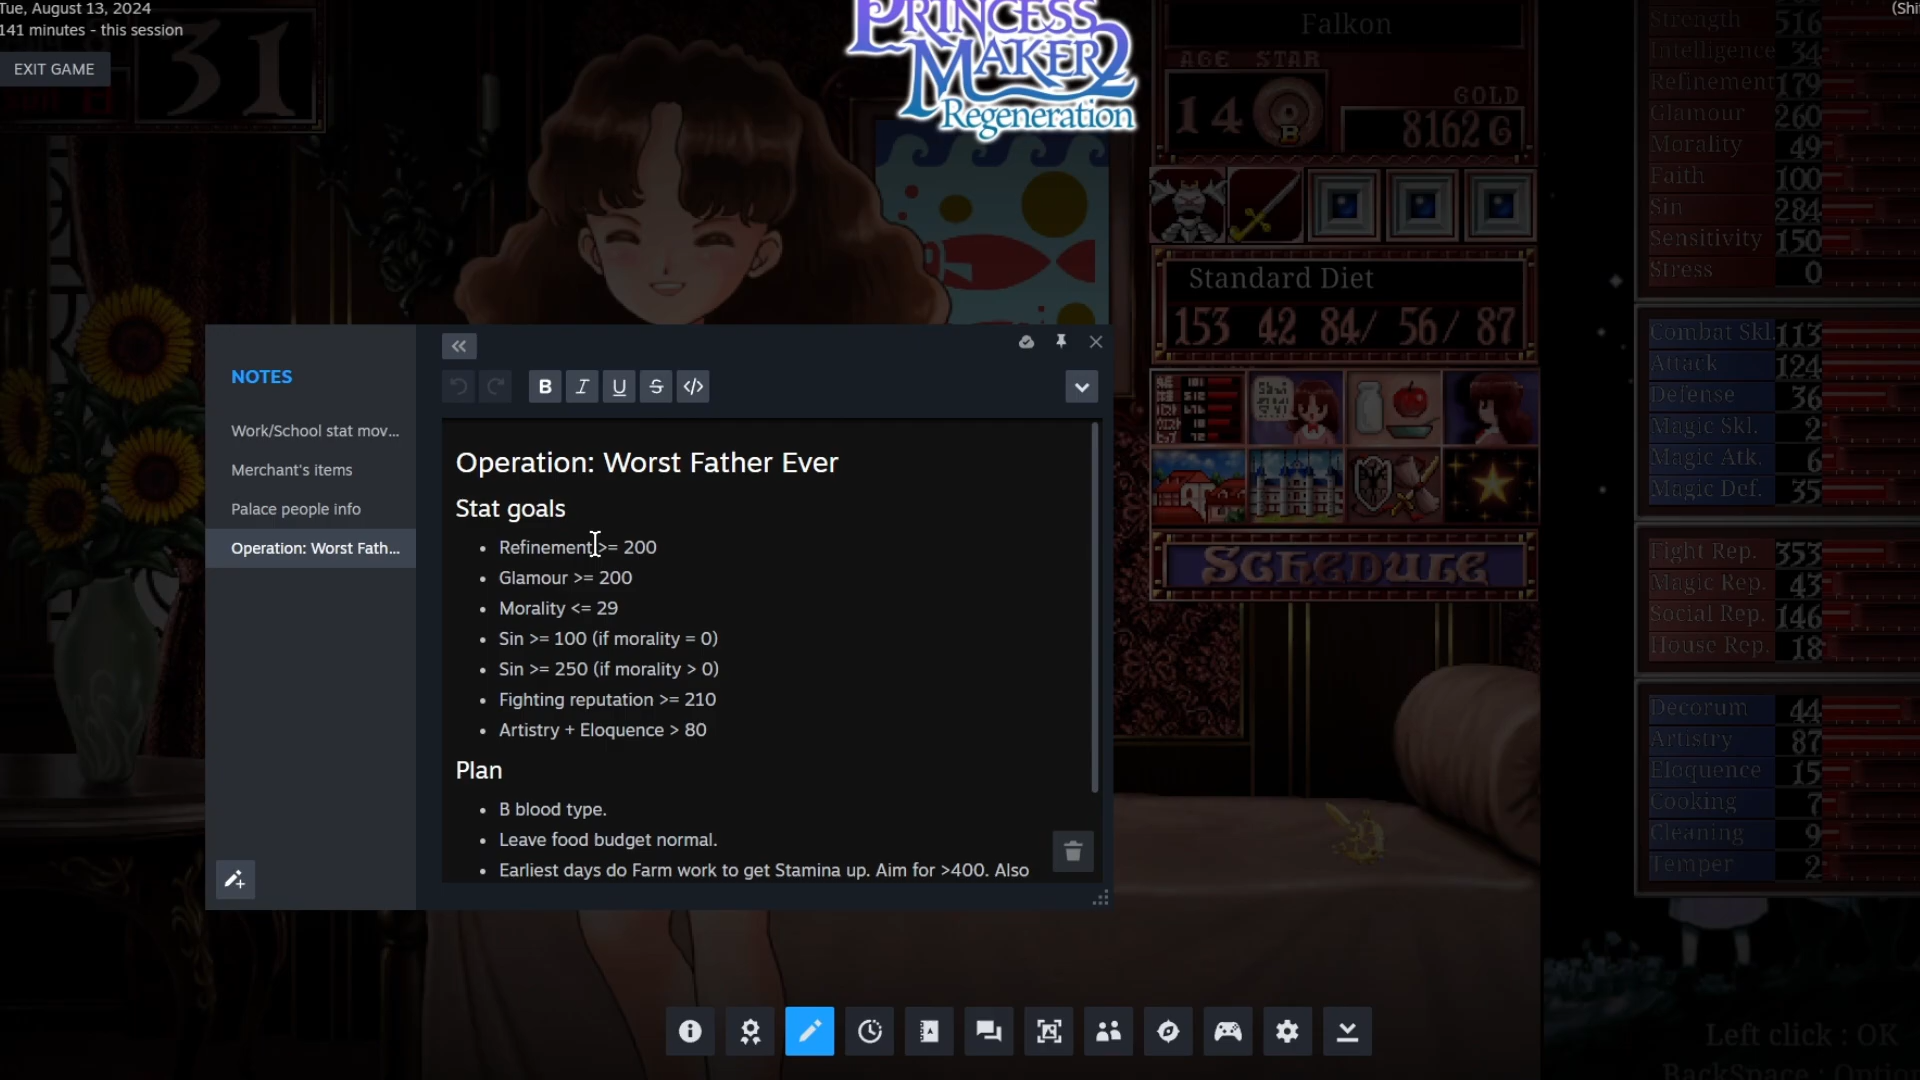 Tue, August 13, 2024
141 minutes - this session
EXIT GAME
31
PRINCESS
MAKER 2
Regeneration
Falkon
AGE STAR
14 B
GOLD
8162 G
Standard Diet
153 42 84/ 56/ 87
SCHEDULE
Strength 516
Intelligence 34
Refinement 179
Glamour 260
Morality 49
Faith 100
Sin 284
Sensitivity 150
Stress 0
Combat Skl. 113
Attack 124
Defense 36
Magic Skl. 2
Magic Atk. 6
Magic Def. 35
Fight Rep. 353
Magic Rep. 43
Social Rep. 146
House Rep. 18
Decorum 44
Artistry 87
Eloquence 15
Cooking 7
Cleaning 9
Temper 2
NOTES
Work/School stat mov...
Merchant's items
Palace people info
Operation: Worst Fath...
B I U S </>
Operation: Worst Father Ever
Stat goals
• Refinement >= 200
• Glamour >= 200
• Morality <= 29
• Sin >= 100 (if morality = 0)
• Sin >= 250 (if morality > 0)
• Fighting reputation >= 210
• Artistry + Eloquence > 80
Plan
• B blood type.
• Leave food budget normal.
• Earliest days do Farm work to get Stamina up. Aim for >400. Also
Left click : OK
BackSpace : Option